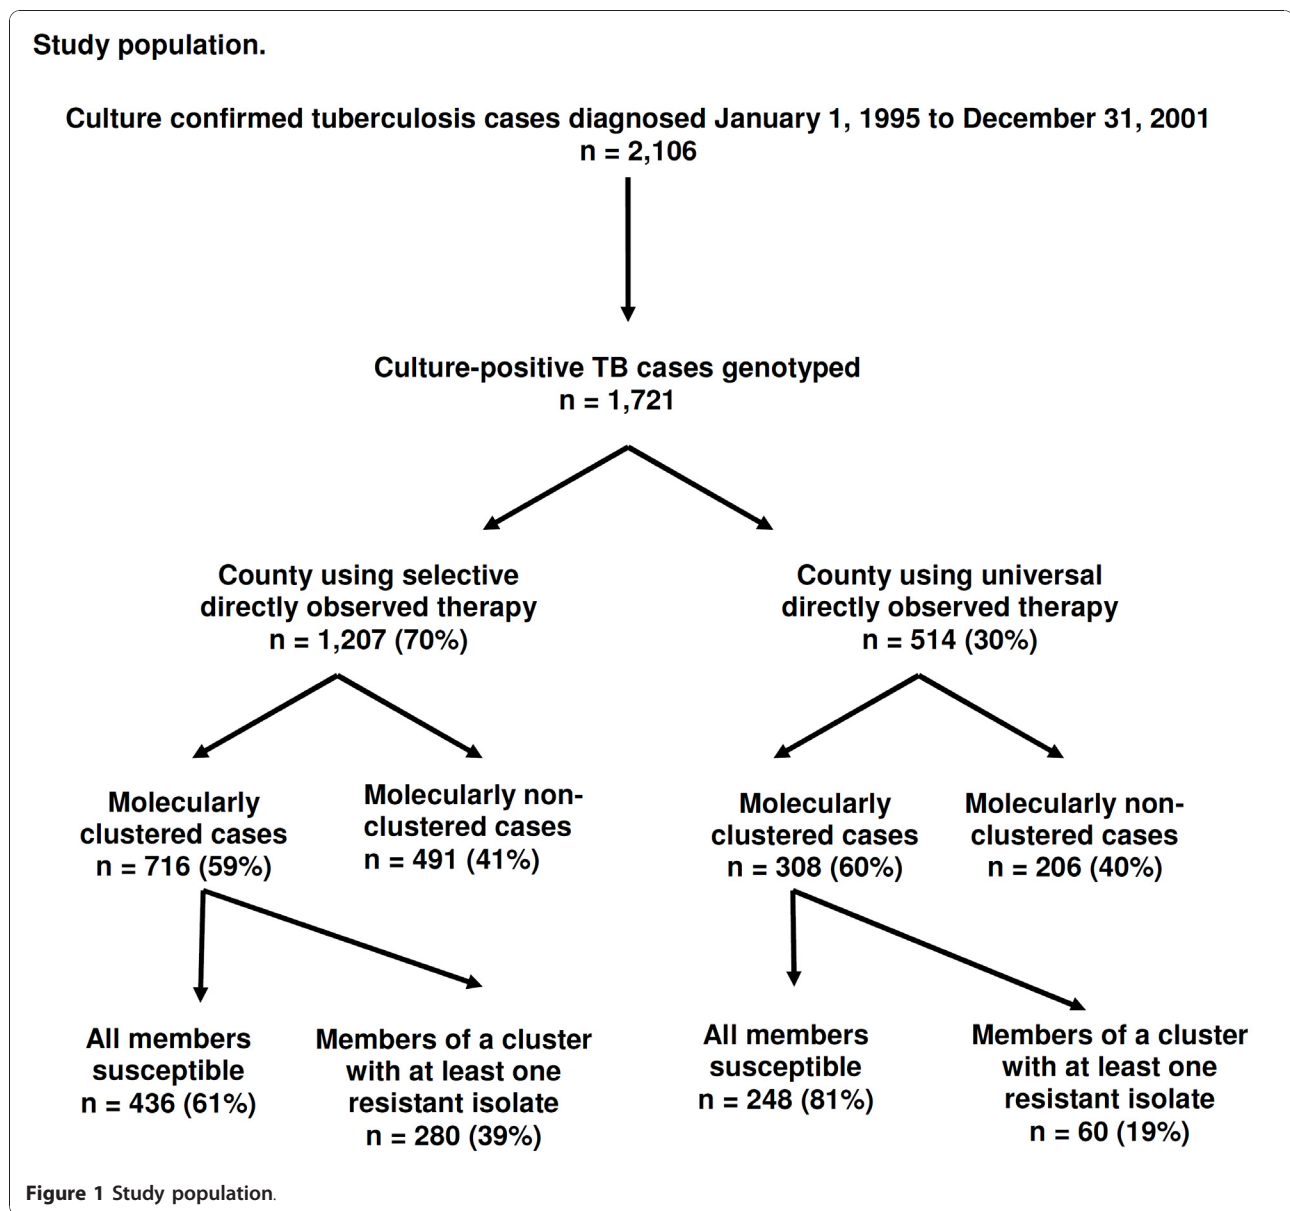 Study population.
Culture confirmed tuberculosis cases diagnosed January 1, 1995 to December 31, 2001
n = 2,106
Culture-positive TB cases genotyped
n = 1,721
County using selective
directly observed therapy
n = 1,207 (70%)
County using universal
directly observed therapy
n = 514 (30%)
Molecularly
clustered cases
n = 716 (59%)
Molecularly non-
clustered cases
n = 491 (41%)
Molecularly
clustered cases
n = 308 (60%)
Molecularly non-
clustered cases
n = 206 (40%)
All members
susceptible
n = 436 (61%)
Members of a cluster
with at least one
resistant isolate
n = 280 (39%)
All members
susceptible
n = 248 (81%)
Members of a cluster
with at least one
resistant isolate
n = 60 (19%)
Figure 1 Study population.